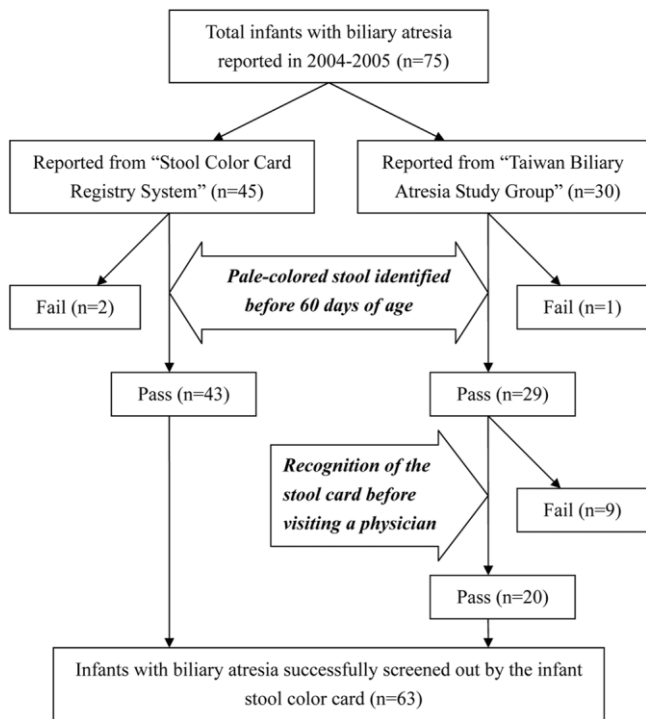 Total infants with biliary atresia
reported in 2004-2005 (n=75)
Reported from “Stool Color Card
Registry System” (n=45)
Reported from “Taiwan Biliary
Atresia Study Group” (n=30)
Pale-colored stool identified
before 60 days of age
Fail (n=2)
Fail (n=1)
Pass (n=43)
Pass (n=29)
Recognition of the
stool card before
visiting a physician
Fail (n=9)
Pass (n=20)
Infants with biliary atresia successfully screened out by the infant
stool color card (n=63)